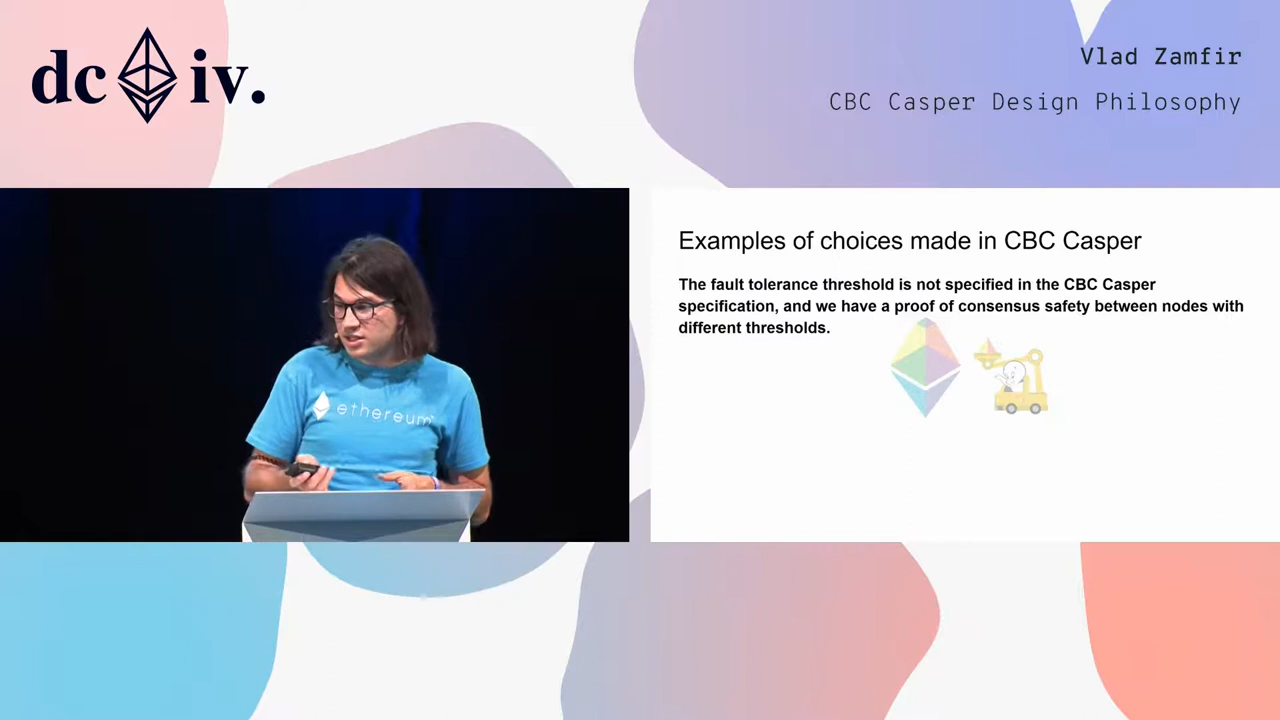 dc iv.
Vlad Zamfir
CBC Casper Design Philosophy
ethereum
Examples of choices made in CBC Casper
The fault tolerance threshold is not specified in the CBC Casper
specification, and we have a proof of consensus safety between nodes with
different thresholds.